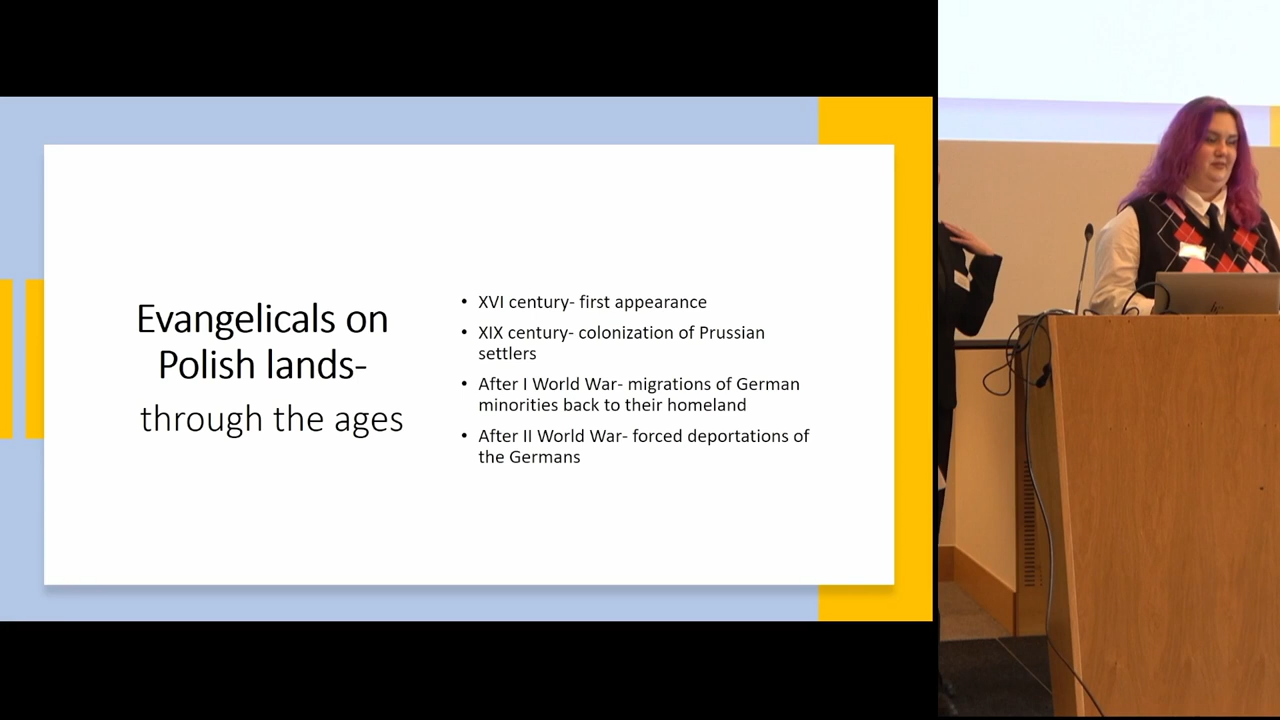 Evangelicals on
Polish lands-
through the ages
• XVI century- first appearance
• XIX century- colonization of Prussian
settlers
• After I World War- migrations of German
minorities back to their homeland
• After II World War- forced deportations of
the Germans